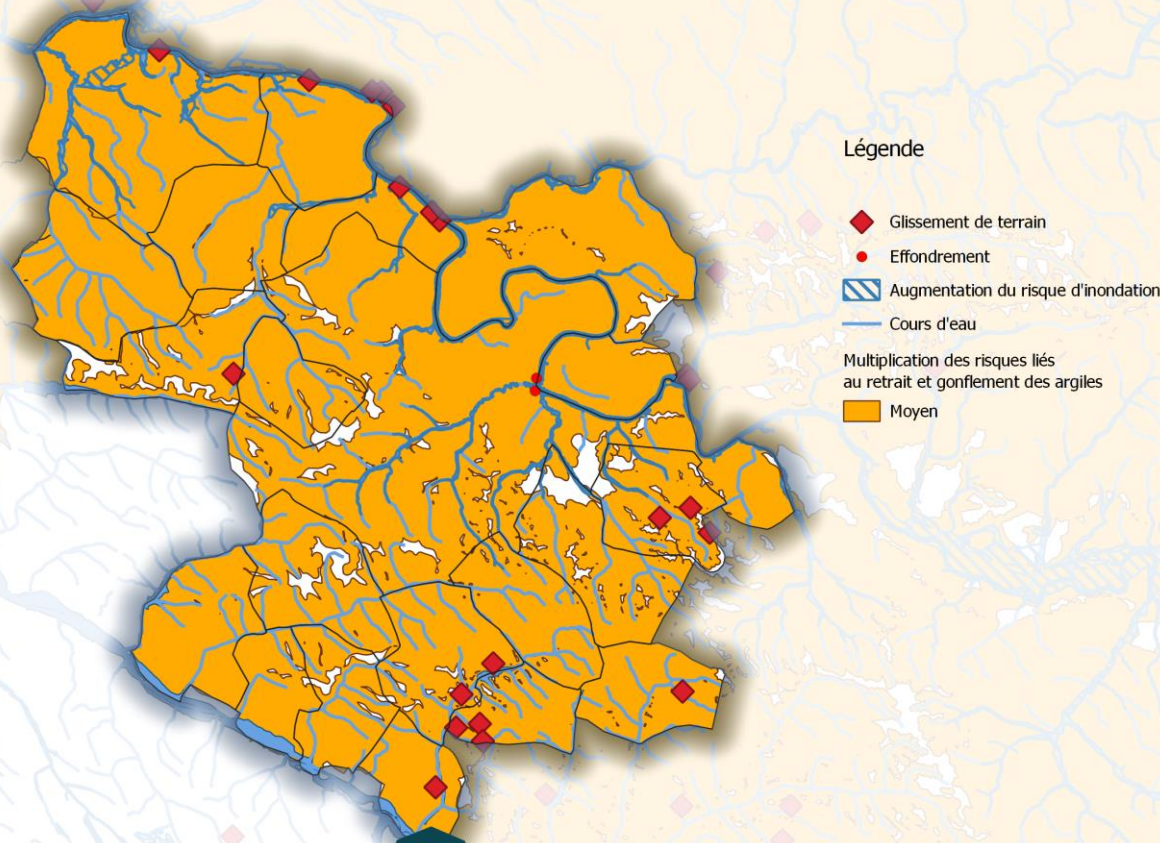 Légende
Glissement de terrain
Effondrement
Augmentation du risque d'inondation
Cours d'eau
Multiplication des risques liés
au retrait et gonflement des argiles
Moyen